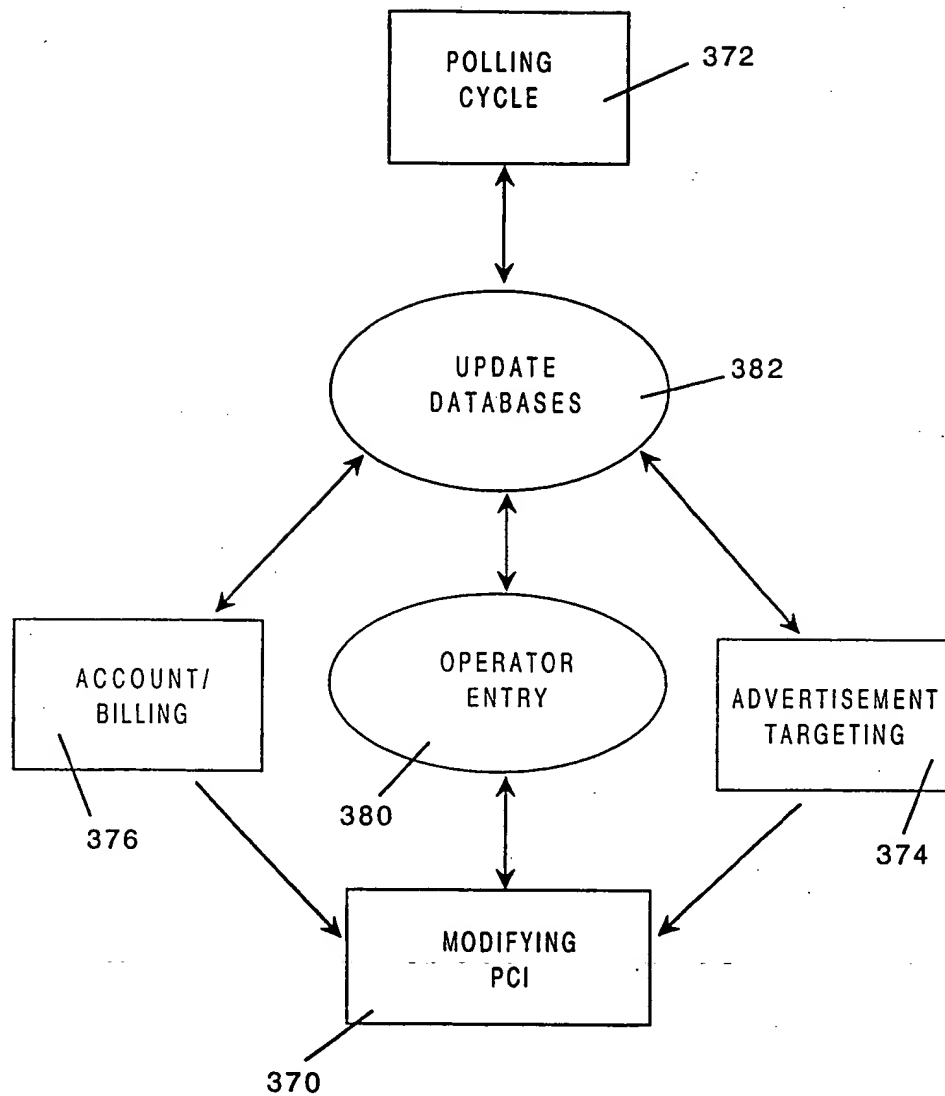 POLLING
CYCLE
372
UPDATE
DATABASES
382
ACCOUNT/
BILLING
376
OPERATOR
ENTRY
380
ADVERTISEMENT
TARGETING
374
MODIFYING
PCI
370